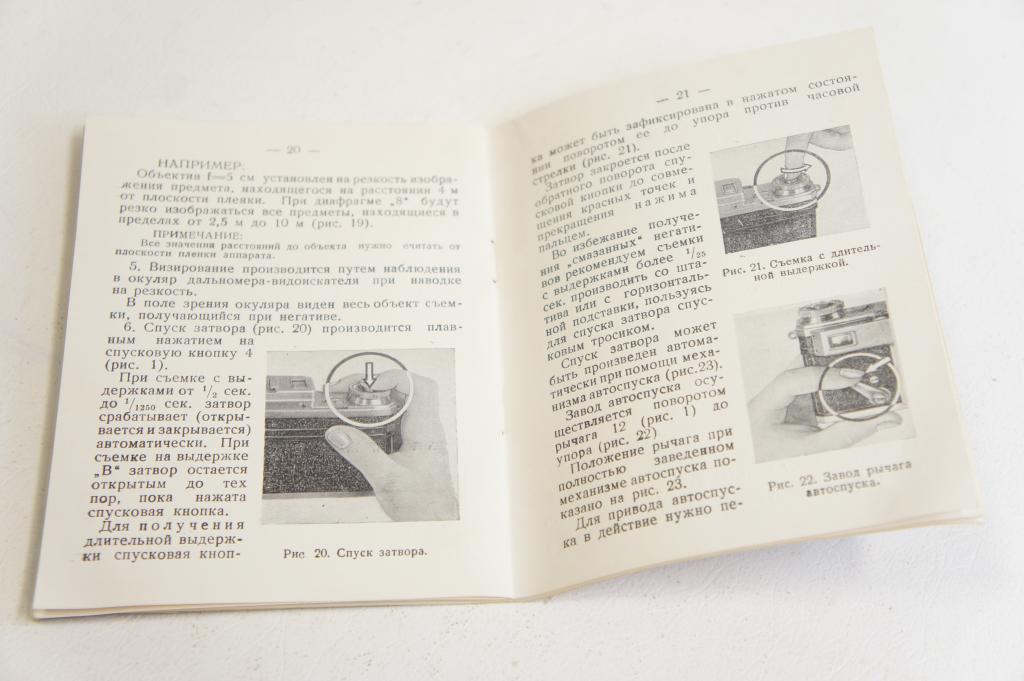 — 20 —
НАПРИМЕР:
Объектив f=5 см установлен на резкость изобра-
жения предмета, находящегося на расстоянии 4 м
от плоскости пленки. При диафрагме „8“ будут
резко изображаться все предметы, находящиеся в
пределах от 2,5 м до 10 м (рис. 19).
ПРИМЕЧАНИЕ:
Все значения расстояний до объекта нужно считать от
плоскости пленки аппарата.
5. Визирование производится путем наблюдения
в окуляр дальномера-видоискателя при наводке
на резкость.
В поле зрения окуляра виден весь объект съем-
ки, получающийся при негативе.
6. Спуск затвора (рис. 20) производится плав-
ным нажатием на
спусковую кнопку 4
(рис. 1).
При съемке с вы-
держками от 1/2 сек.
до 1/1250 сек. затвор
срабатывает (откры-
вается и закрывается)
автоматически. При
съемке на выдержке
„В“ затвор остается
открытым до тех
пор, пока нажата
спусковая кнопка.
Для получения
длительной выдерж-
ки спусковая кноп-
Рис 20. Спуск затвора.
— 21 —
ка может быть зафиксирована в нажатом состоя-
нии поворотом ее до упора против часовой
стрелки (рис. 21).
Затвор закроется после
обратного поворота спу-
сковой кнопки до совме-
щения красных точек и
прекращения нажима
пальцем.
Во избежание получе-
ния „смазанных“ негати-
вов рекомендуем съемки
с выдержками более 1/25
сек. производить со шта-
тива или с горизонталь-
ной подставки, пользуясь
для спуска затвора спус-
ковым тросиком.
Спуск затвора может
быть произведен автома-
тически при помощи меха-
низма автоспуска (рис.23).
Завод автоспуска осу-
ществляется поворотом
рычага 12 (рис. 1) до
упора (рис. 22)
Положение рычага при
полностью заведенном
механизме автоспуска по-
казано на рис. 23.
Для привода автоспус-
ка в действие нужно пе-
Рис. 21. Съемка с длитель-
ной выдержкой.
Рис. 22. Завод рычага
автоспуска.